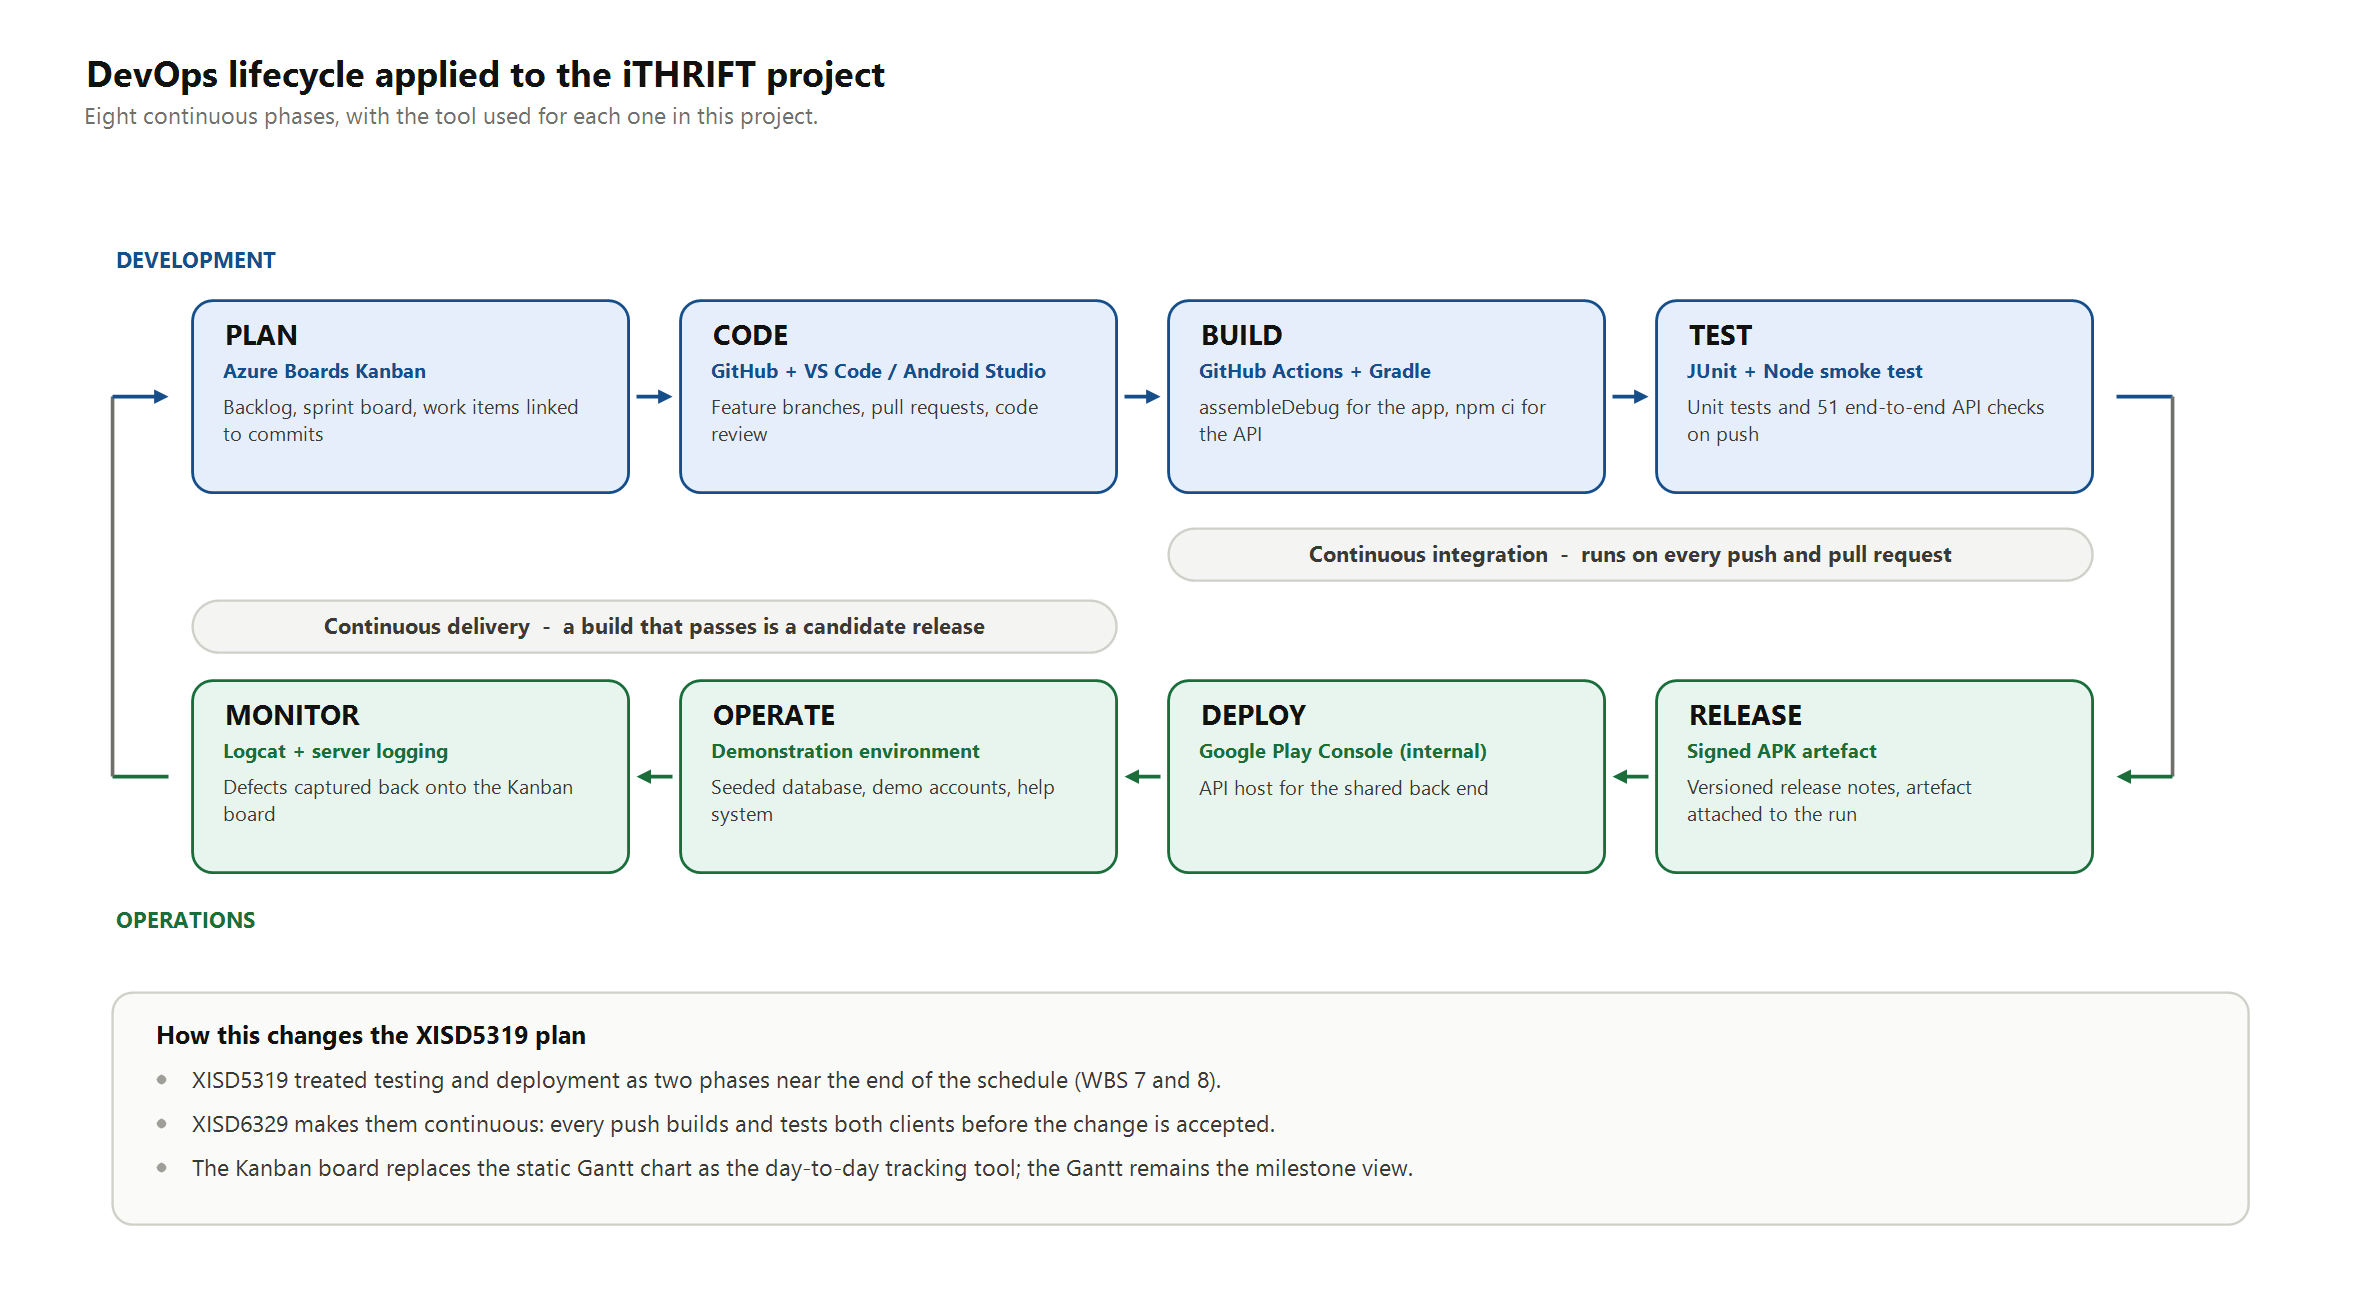 DevOps lifecycle applied to the iTHRIFT project
Eight continuous phases, with the tool used for each one in this project.
DEVELOPMENT
PLAN
Azure Boards Kanban
Backlog, sprint board, work items linked
to commits
CODE
GitHub + VS Code / Android Studio
Feature branches, pull requests, code
review
BUILD
GitHub Actions + Gradle
assembleDebug for the app, npm ci for
the API
TEST
JUnit + Node smoke test
Unit tests and 51 end-to-end API checks
on push
Continuous integration - runs on every push and pull request
Continuous delivery - a build that passes is a candidate release
MONITOR
Logcat + server logging
Defects captured back onto the Kanban
board
OPERATE
Demonstration environment
Seeded database, demo accounts, help
system
DEPLOY
Google Play Console (internal)
API host for the shared back end
RELEASE
Signed APK artefact
Versioned release notes, artefact
attached to the run
OPERATIONS
How this changes the XISD5319 plan
XISD5319 treated testing and deployment as two phases near the end of the schedule (WBS 7 and 8).
XISD6329 makes them continuous: every push builds and tests both clients before the change is accepted.
The Kanban board replaces the static Gantt chart as the day-to-day tracking tool; the Gantt remains the milestone view.